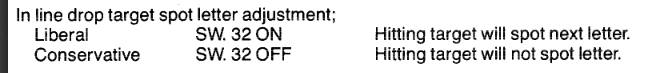 In line drop target spot letter adjustment;
Liberal SW. 32 ON Hitting target will spot next letter.
Conservative SW. 32 OFF Hitting target will not spot letter.